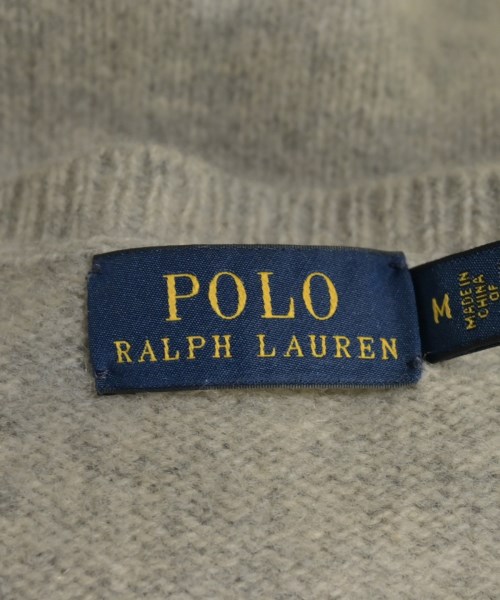 POLO
RALPH LAUREN
M
MADE IN
CHINA
OF